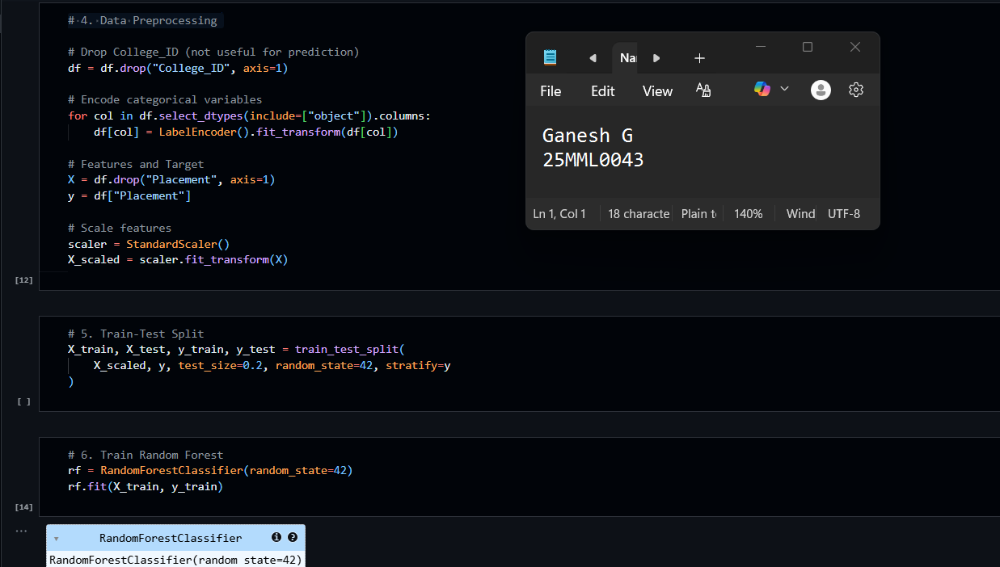 # 4. Data Preprocessing
# Drop College_ID (not useful for prediction)
df = df.drop("College_ID", axis=1)
# Encode categorical variables
for col in df.select_dtypes(include=["object"]).columns:
    df[col] = LabelEncoder().fit_transform(df[col])
# Features and Target
X = df.drop("Placement", axis=1)
y = df["Placement"]
# Scale features
scaler = StandardScaler()
X_scaled = scaler.fit_transform(X)
[12]
Na
File Edit View
Ganesh G
25MML0043
Ln 1, Col 1 18 characte Plain t 140% Wind UTF-8
# 5. Train-Test Split
X_train, X_test, y_train, y_test = train_test_split(
    X_scaled, y, test_size=0.2, random_state=42, stratify=y
)
[ ]
# 6. Train Random Forest
rf = RandomForestClassifier(random_state=42)
rf.fit(X_train, y_train)
[14]
...
RandomForestClassifier i ?
RandomForestClassifier(random_state=42)